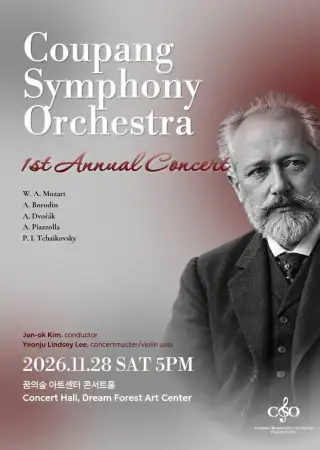 Coupang
Symphony
Orchestra
1st Annual Concert
W. A. Mozart
A. Borodin
A. Dvořák
A. Piazzolla
P. I. Tchaikovsky
Jun-ok Kim, conductor
Yeonju Lindsey Lee, concertmaster/violin solo
2026.11.28 SAT 5PM
꿈의숲 아트센터 콘서트홀
Concert Hall, Dream Forest Art Center
CSO